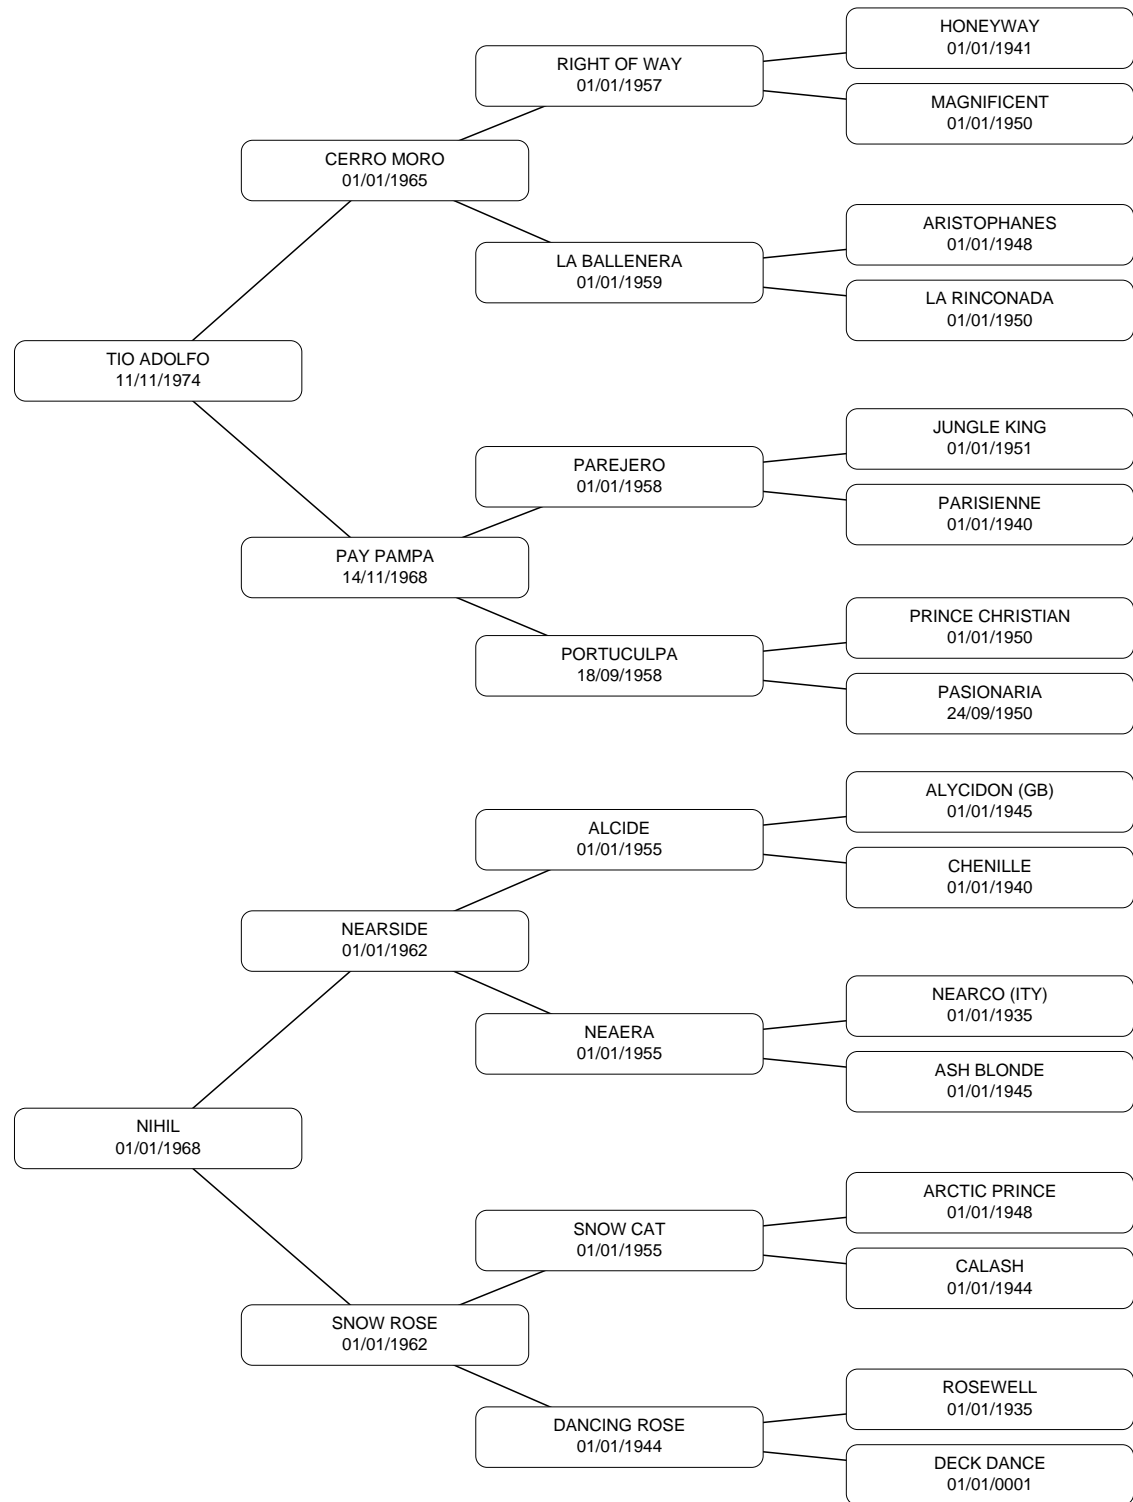 HONEYWAY
01/01/1941
RIGHT OF WAY
01/01/1957
MAGNIFICENT
01/01/1950
CERRO MORO
01/01/1965
ARISTOPHANES
01/01/1948
LA BALLENERA
01/01/1959
LA RINCONADA
01/01/1950
TIO ADOLFO
11/11/1974
JUNGLE KING
01/01/1951
PAREJERO
01/01/1958
PARISIENNE
01/01/1940
PAY PAMPA
14/11/1968
PRINCE CHRISTIAN
01/01/1950
PORTUCULPA
18/09/1958
PASIONARIA
24/09/1950
ALYCIDON (GB)
01/01/1945
ALCIDE
01/01/1955
CHENILLE
01/01/1940
NEARSIDE
01/01/1962
NEARCO (ITY)
01/01/1935
NEAERA
01/01/1955
ASH BLONDE
01/01/1945
NIHIL
01/01/1968
ARCTIC PRINCE
01/01/1948
SNOW CAT
01/01/1955
CALASH
01/01/1944
SNOW ROSE
01/01/1962
ROSEWELL
01/01/1935
DANCING ROSE
01/01/1944
DECK DANCE
01/01/0001